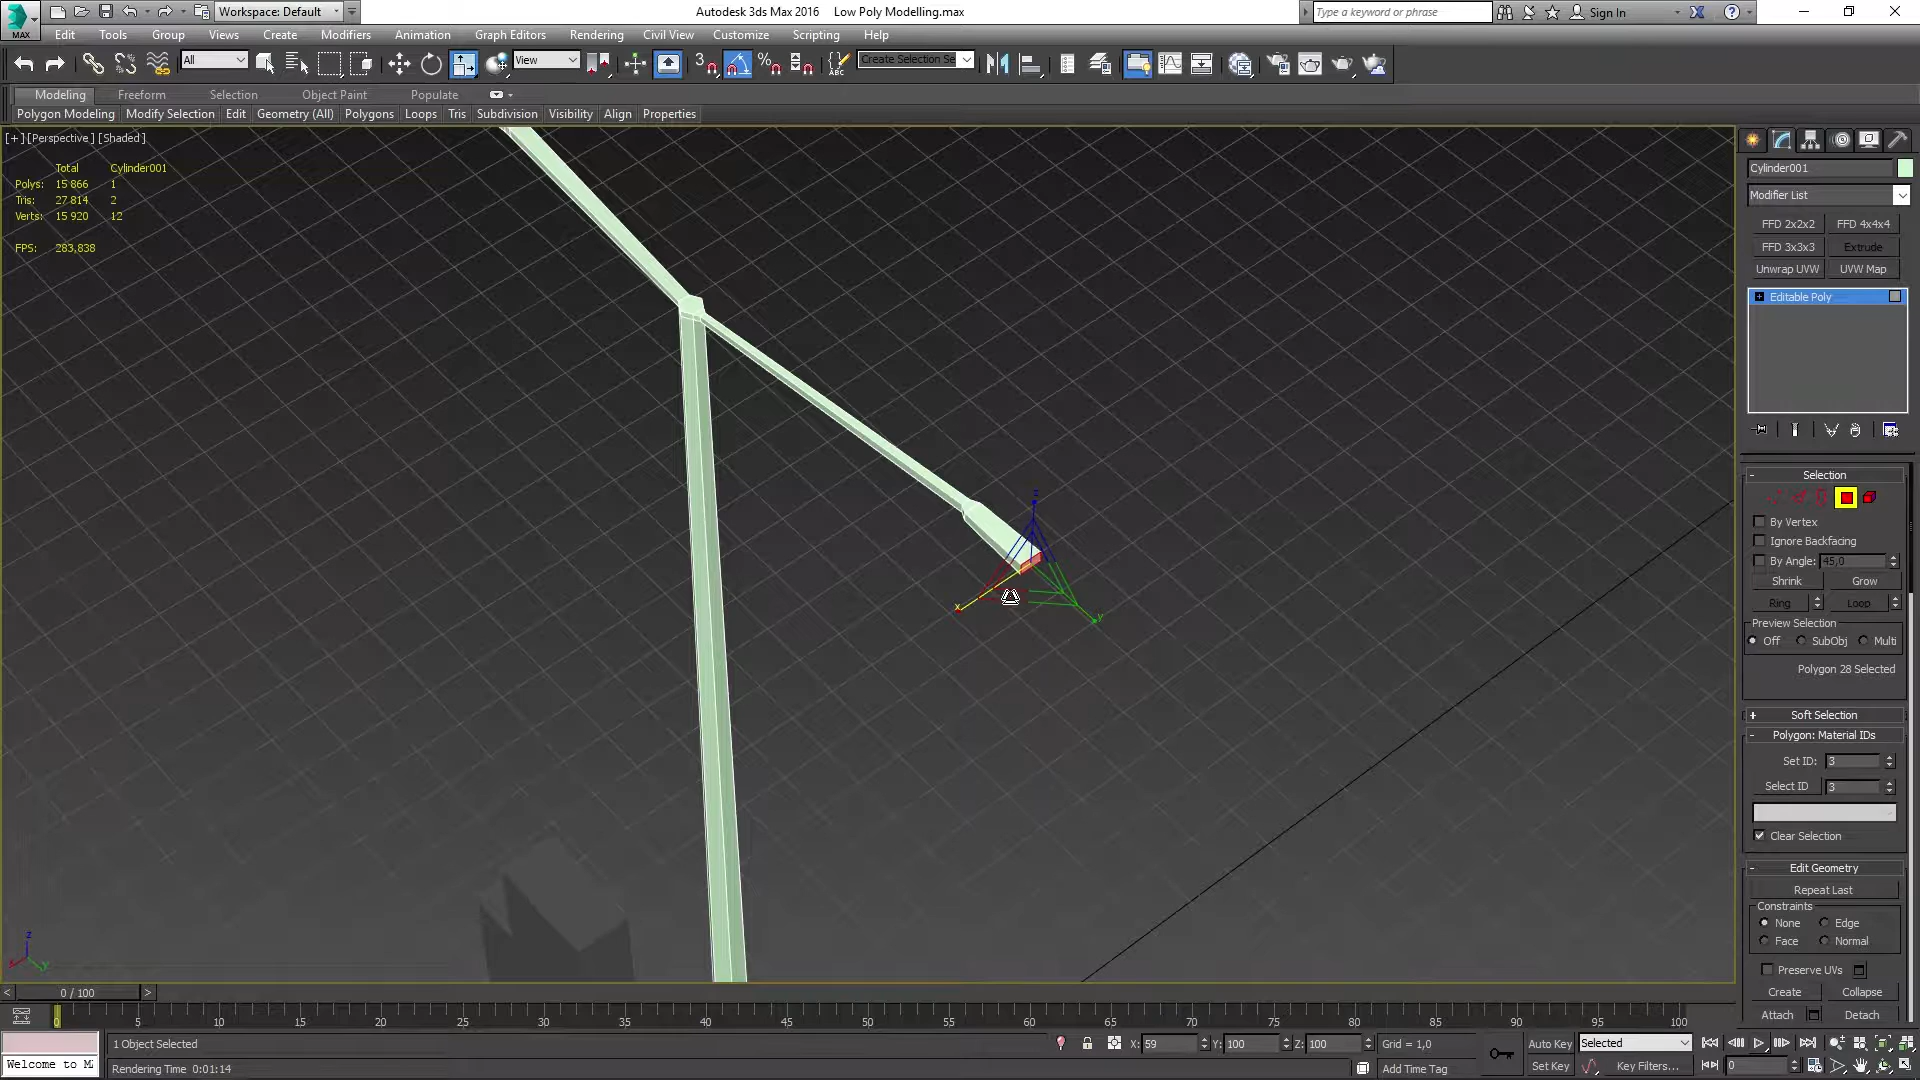 Autodesk 3ds Max 2016 Low Poly Modelling.max
Workspace: Default
Type a keyword or phrase
Sign In
MAX
Edit Tools Group Views Create Modifiers Animation Graph Editors Rendering Civil View Customize Scripting Help
All
View
3
ABC
Create Selection Se
Modeling Freeform Selection Object Paint Populate
Polygon Modeling Modify Selection Edit Geometry (All) Polygons Loops Tris Subdivision Visibility Align Properties
[+] [Perspective ] [Shaded ]
Total Cylinder001
Polys: 15 866 1
Tris: 27 814 2
Verts: 15 920 12
FPS: 283,838
z
x
y
z
x
y
Cylinder001
Modifier List
FFD 2x2x2 FFD 4x4x4
FFD 3x3x3 Extrude
Unwrap UVW UVW Map
+ Editable Poly
- Selection
By Vertex
Ignore Backfacing
By Angle: 45,0
Shrink Grow
Ring Loop
Preview Selection
Off SubObj Multi
Polygon 28 Selected
+ Soft Selection
- Polygon: Material IDs
Set ID: 3
Select ID 3
Clear Selection
- Edit Geometry
Repeat Last
Constraints
None Edge
Face Normal
Preserve UVs
Create Collapse
Attach Detach
< 0 / 100 >
0 5 10 15 20 25 30 35 40 45 50 55 60 65 70 75 80 85 90 95 100
1 Object Selected
X: 59 Y: 100 Z: 100 Grid = 1,0
Auto Key Selected
Welcome to M
Rendering Time 0:01:14
Add Time Tag
Set Key Key Filters... 0